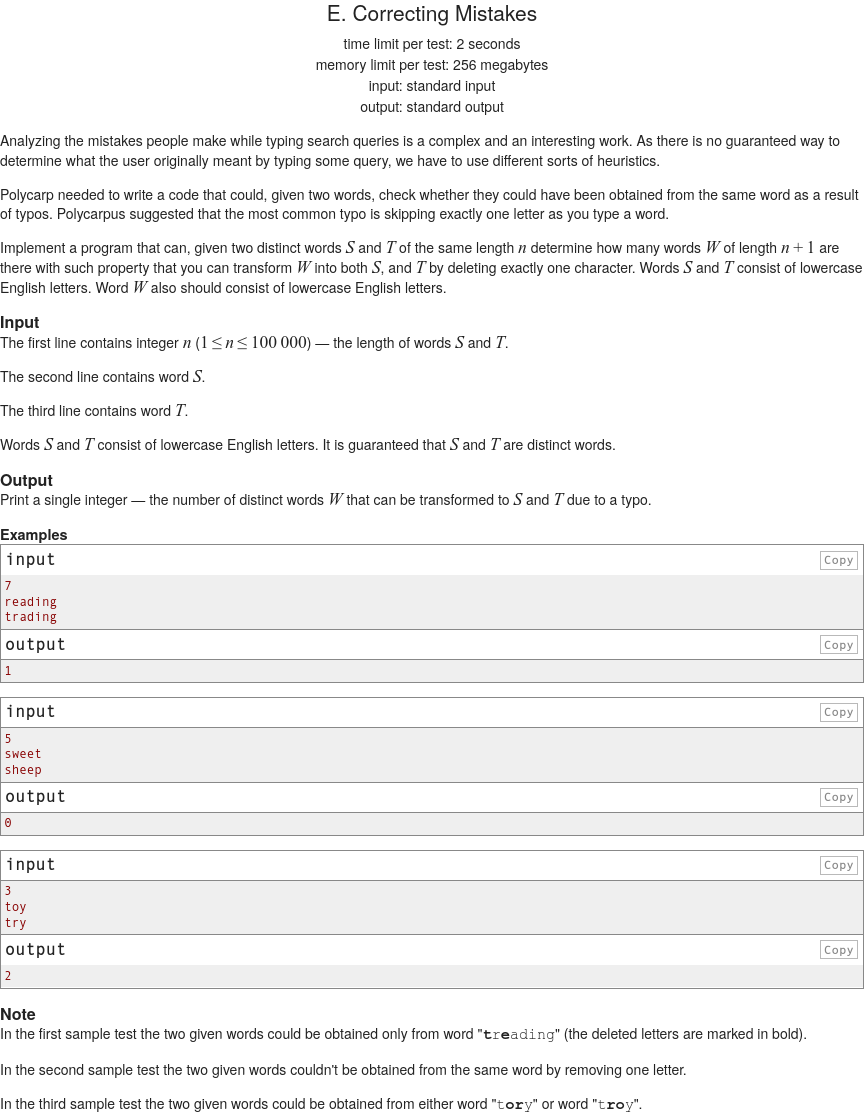 E. Correcting Mistakes
time limit per test: 2 seconds
memory limit per test: 256 megabytes
input: standard input
output: standard output
Analyzing the mistakes people make while typing search queries is a complex and an interesting work. As there is no guaranteed way to
determine what the user originally meant by typing some query, we have to use different sorts of heuristics.
Polycarp needed to write a code that could, given two words, check whether they could have been obtained from the same word as a result
of typos. Polycarpus suggested that the most common typo is skipping exactly one letter as you type a word.
Implement a program that can, given two distinct words S and T of the same length n determine how many words W of length n + 1 are
there with such property that you can transform W into both S, and T by deleting exactly one character. Words S and T consist of lowercase
English letters. Word W also should consist of lowercase English letters.
Input
The first line contains integer n (1 ≤ n ≤ 100 000) — the length of words S and T.
The second line contains word S.
The third line contains word T.
Words S and T consist of lowercase English letters. It is guaranteed that S and T are distinct words.
Output
Print a single integer — the number of distinct words W that can be transformed to S and T due to a typo.
Examples
input Copy
7
reading
trading
output Copy
1
input Copy
5
sweet
sheep
output Copy
0
input Copy
3
toy
try
output Copy
2
Note
In the first sample test the two given words could be obtained only from word "treading" (the deleted letters are marked in bold).
In the second sample test the two given words couldn't be obtained from the same word by removing one letter.
In the third sample test the two given words could be obtained from either word "tory" or word "troy".